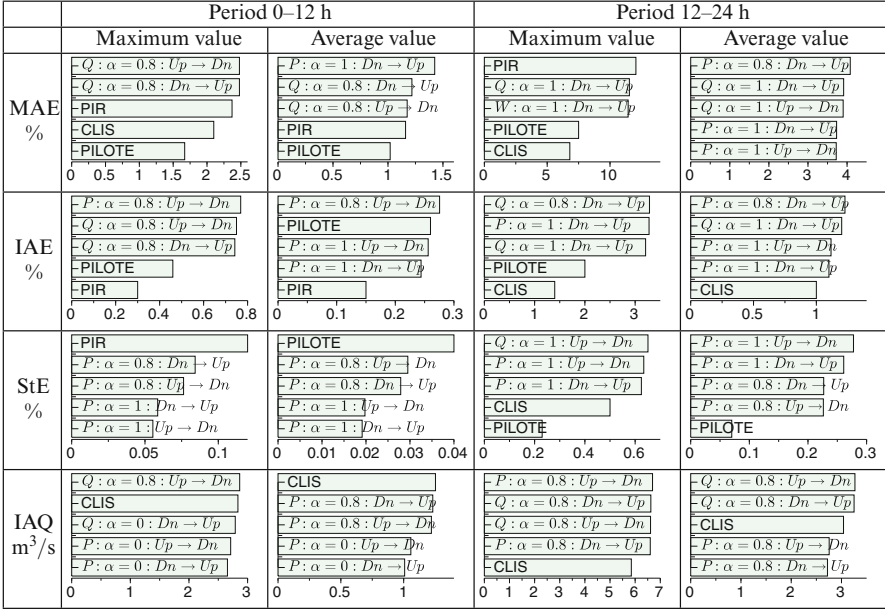 Period 0–12 h Period 12–24 h
Maximum value Average value Maximum value Average value
MAE
%
Q : α = 0.8 : Up → Dn
Q : α = 0.8 : Dn → Up
PIR
CLIS
PILOTE
0 0.5 1 1.5 2 2.5
P : α = 1 : Dn → Up
Q : α = 0.8 : Dn → Up
Q : α = 0.8 : Up → Dn
PIR
PILOTE
0 0.5 1 1.5
PIR
Q : α = 1 : Dn → Up
W : α = 1 : Dn → Up
PILOTE
CLIS
0 5 10
P : α = 0.8 : Dn → Up
Q : α = 1 : Dn → Up
Q : α = 1 : Up → Dn
P : α = 1 : Dn → Up
P : α = 1 : Up → Dn
0 1 2 3 4
IAE
%
P : α = 0.8 : Up → Dn
Q : α = 0.8 : Up → Dn
Q : α = 0.8 : Dn → Up
PILOTE
PIR
0 0.2 0.4 0.6 0.8
P : α = 0.8 : Up → Dn
PILOTE
P : α = 1 : Up → Dn
P : α = 1 : Dn → Up
PIR
0 0.1 0.2 0.3
Q : α = 0.8 : Dn → Up
P : α = 1 : Dn → Up
Q : α = 1 : Dn → Up
PILOTE
CLIS
0 1 2 3
P : α = 0.8 : Dn → Up
Q : α = 1 : Dn → Up
P : α = 1 : Up → Dn
P : α = 1 : Dn → Up
CLIS
0 0.5 1
StE
%
PIR
P : α = 0.8 : Dn → Up
P : α = 0.8 : Up → Dn
P : α = 1 : Dn → Up
P : α = 1 : Up → Dn
0 0.05 0.1
PILOTE
P : α = 0.8 : Up → Dn
P : α = 0.8 : Dn → Up
P : α = 1 : Up → Dn
P : α = 1 : Dn → Up
0 0.01 0.02 0.03 0.04
Q : α = 1 : Up → Dn
P : α = 1 : Up → Dn
P : α = 1 : Dn → Up
CLIS
PILOTE
0 0.2 0.4 0.6
P : α = 1 : Up → Dn
P : α = 1 : Dn → Up
P : α = 0.8 : Dn → Up
P : α = 0.8 : Up → Dn
PILOTE
0 0.1 0.2 0.3
IAQ
m³/s
Q : α = 0.8 : Up → Dn
CLIS
Q : α = 0 : Dn → Up
P : α = 0 : Up → Dn
P : α = 0 : Dn → Up
0 1 2 3
CLIS
P : α = 0.8 : Dn → Up
P : α = 0.8 : Up → Dn
P : α = 0 : Up → Dn
P : α = 0 : Dn → Up
0 0.5 1
P : α = 0.8 : Up → Dn
Q : α = 0.8 : Dn → Up
Q : α = 0.8 : Up → Dn
P : α = 0.8 : Dn → Up
CLIS
0 1 2 3 4 5 6 7
Q : α = 0.8 : Up → Dn
Q : α = 0.8 : Dn → Up
CLIS
P : α = 0.8 : Up → Dn
P : α = 0.8 : Dn → Up
0 1 2 3